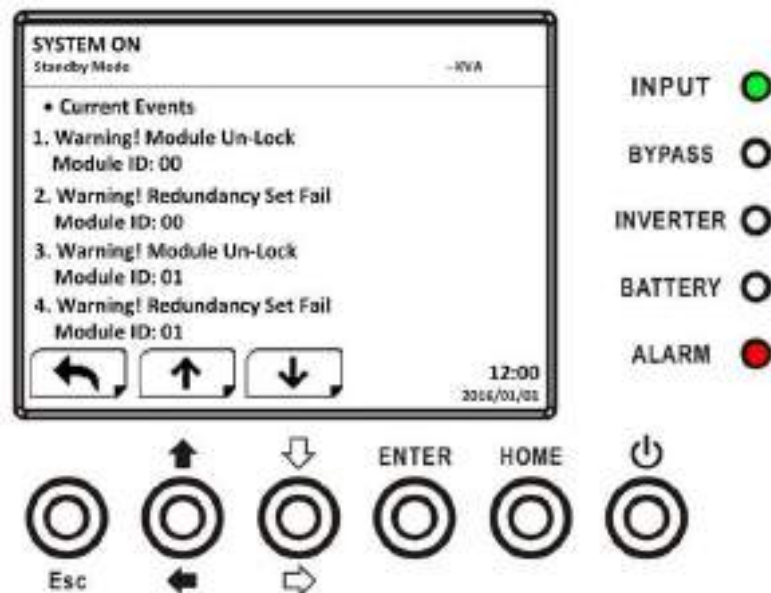 SYSTEM ON
Standby Mode --KVA
• Current Events
1. Warning! Module Un-Lock
Module ID: 00
2. Warning! Redundancy Set Fail
Module ID: 00
3. Warning! Module Un-Lock
Module ID: 01
4. Warning! Redundancy Set Fail
Module ID: 01
12:00
2016/01/01
INPUT
BYPASS
INVERTER
BATTERY
ALARM
ENTER HOME
Esc